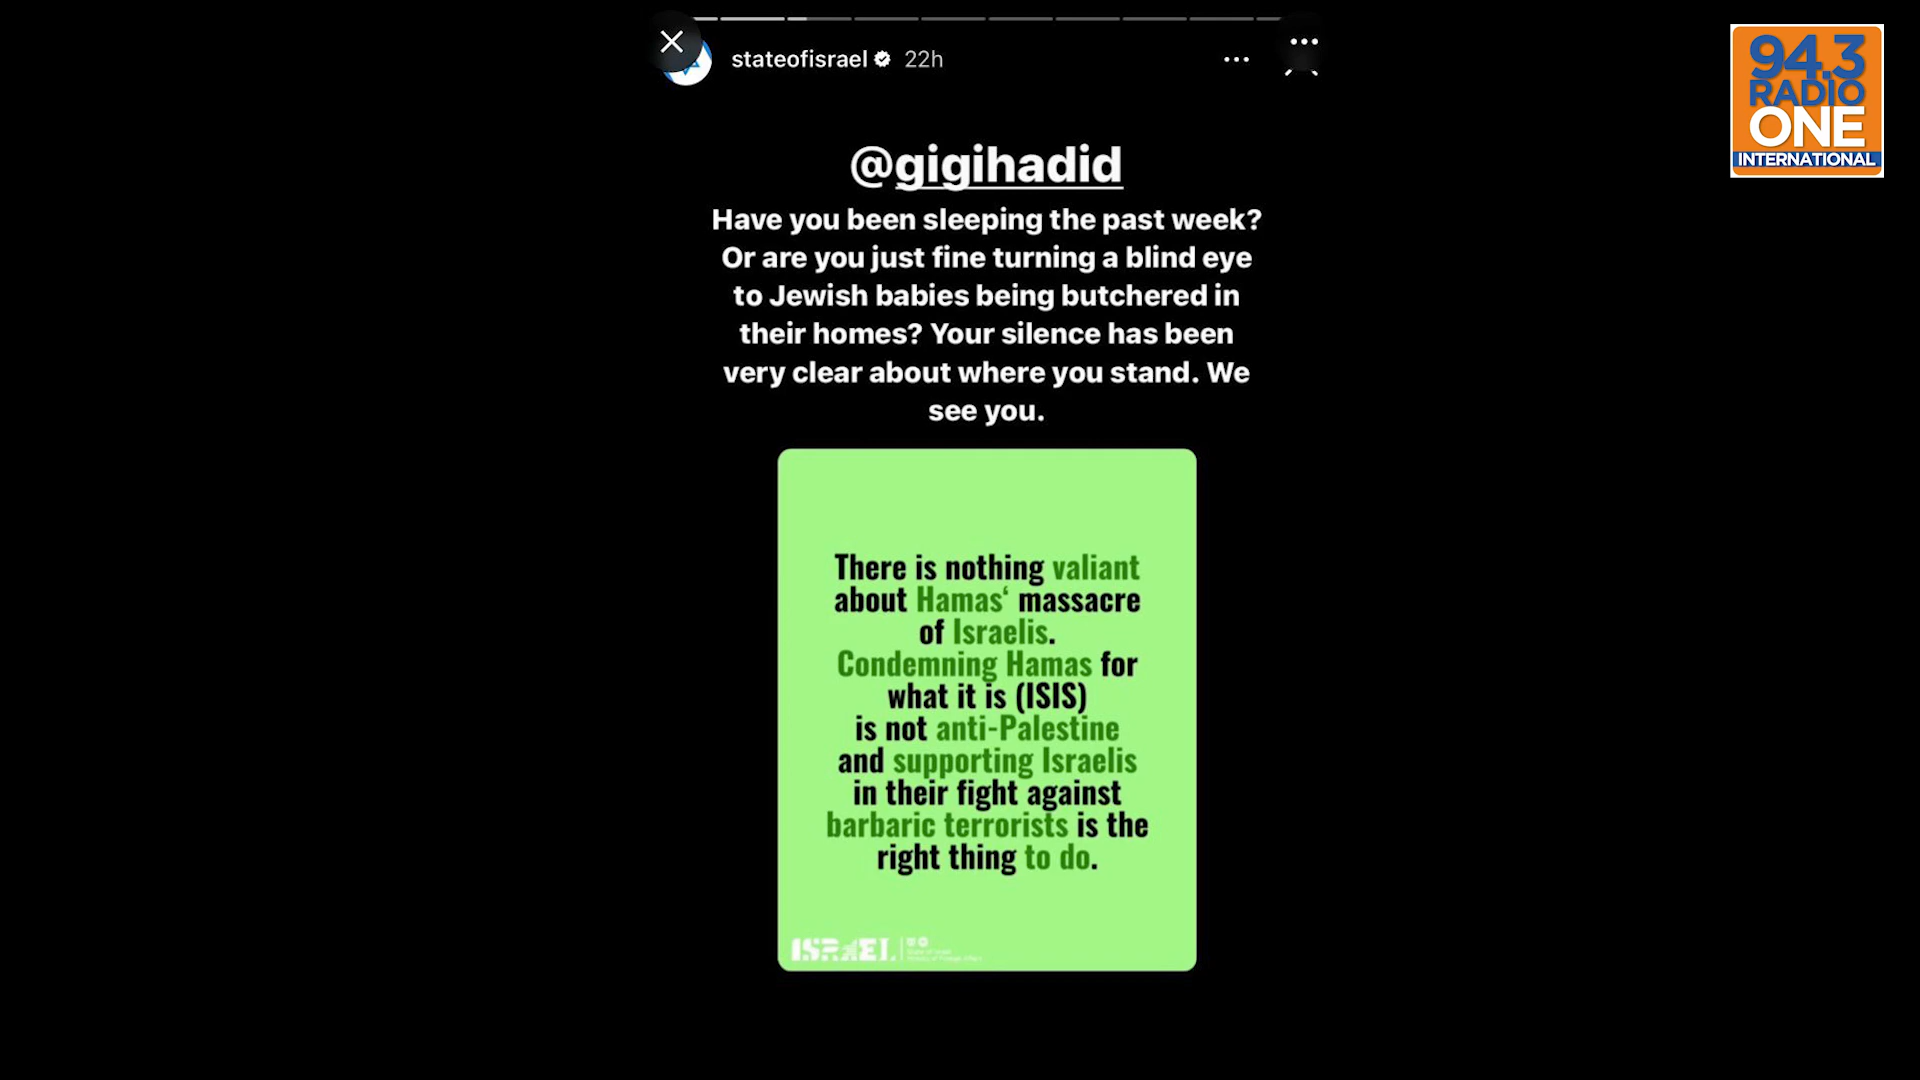 stateofisrael 22h
94.3
RADIO
ONE
INTERNATIONAL
@gigihadid
Have you been sleeping the past week?
Or are you just fine turning a blind eye
to Jewish babies being butchered in
their homes? Your silence has been
very clear about where you stand. We
see you.
There is nothing valiant
about Hamas‘ massacre
of Israelis.
Condemning Hamas for
what it is (ISIS)
is not anti-Palestine
and supporting Israelis
in their fight against
barbaric terrorists is the
right thing to do.
ISRAEL